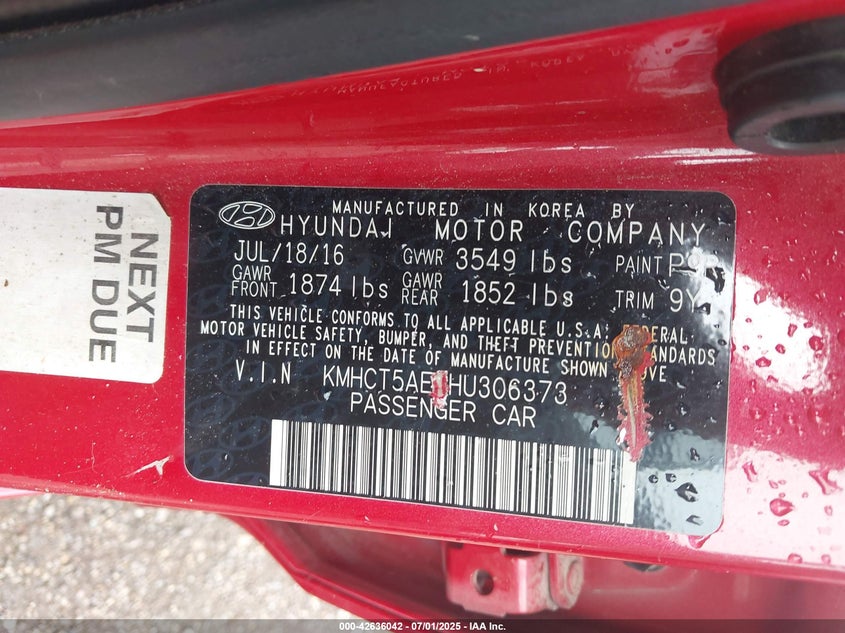 NEXT
PM DUE
MANUFACTURED IN KOREA BY
HYUNDAI MOTOR COMPANY
JUL/18/16 GVWR 3549 lbs PAINT
GAWR FRONT 1874 lbs GAWR REAR 1852 lbs TRIM 9Y
THIS VEHICLE CONFORMS TO ALL APPLICABLE U.S.A. FEDERAL
MOTOR VEHICLE SAFETY, BUMPER, AND THEFT PREVENTION STANDARDS
IN EFFECT ON THE DATE OF MANUFACTURE SHOWN ABOVE
V.I.N
PASSENGER CAR
000-42636042 - 07/01/2025 - IAA Inc.